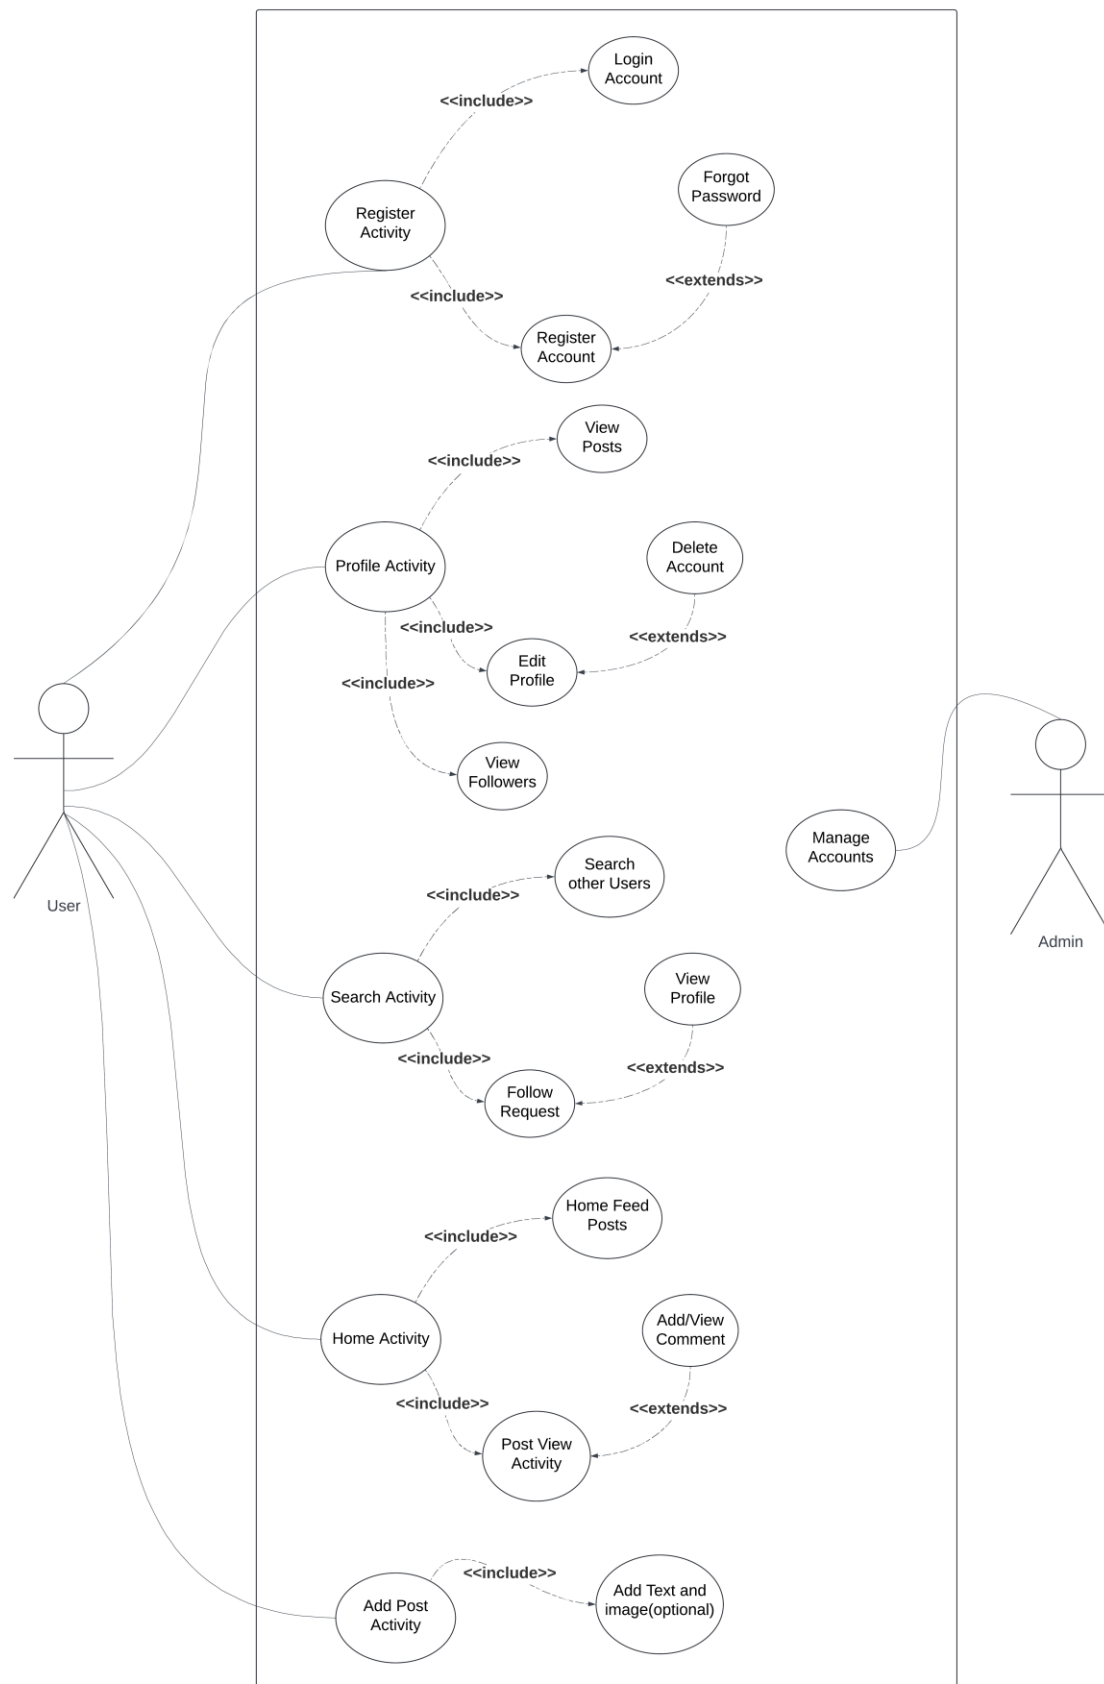 Login
Account
<<include>>
Forgot
Password
Register
Activity
<<extends>>
<<include>>
Register
Account
View
Posts
<<include>>
Delete
Account
Profile Activity
<<include>>
<<extends>>
Edit
Profile
<<include>>
View
Followers
Manage
Accounts
Search
other Users
<<include>>
User
Admin
View
Profile
Search Activity
<<include>>
<<extends>>
Follow
Request
Home Feed
Posts
<<include>>
Add/View
Comment
Home Activity
<<include>>
<<extends>>
Post View
Activity
<<include>>
Add Text and
image(optional)
Add Post
Activity